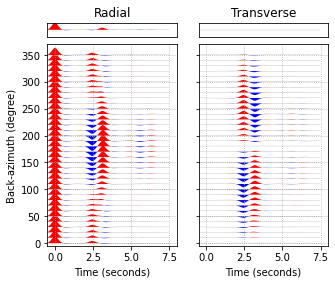 Radial Transverse
350
300
250
200
150
100
50
0
Back-azimuth (degree)
0.0 2.5 5.0 7.5 0.0 2.5 5.0 7.5
Time (seconds) Time (seconds)